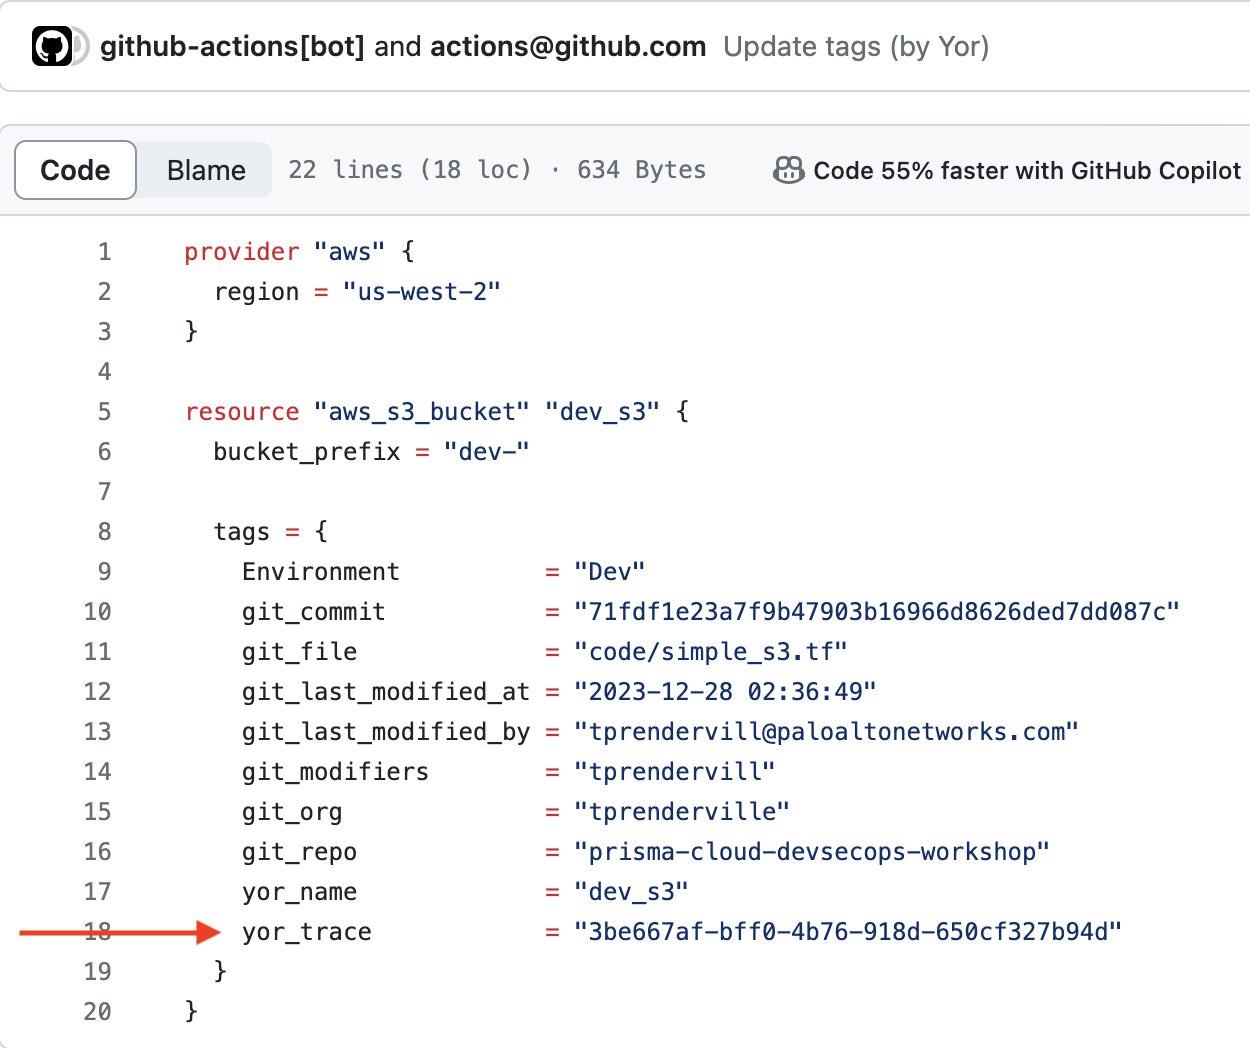 github-actions[bot] and actions@github.com Update tags (by Yor)
Code Blame 22 lines (18 loc) · 634 Bytes Code 55% faster with GitHub Copilot
1 provider "aws" {
2   region = "us-west-2"
3 }
4
5 resource "aws_s3_bucket" "dev_s3" {
6   bucket_prefix = "dev-"
7
8   tags = {
9     Environment          = "Dev"
10     git_commit           = "71fdf1e23a7f9b47903b16966d8626ded7dd087c"
11     git_file             = "code/simple_s3.tf"
12     git_last_modified_at = "2023-12-28 02:36:49"
13     git_last_modified_by = "tprendervill@paloaltonetworks.com"
14     git_modifiers        = "tprendervill"
15     git_org              = "tprenderville"
16     git_repo             = "prisma-cloud-devsecops-workshop"
17     yor_name             = "dev_s3"
18     yor_trace            = "3be667af-bff0-4b76-918d-650cf327b94d"
19   }
20 }